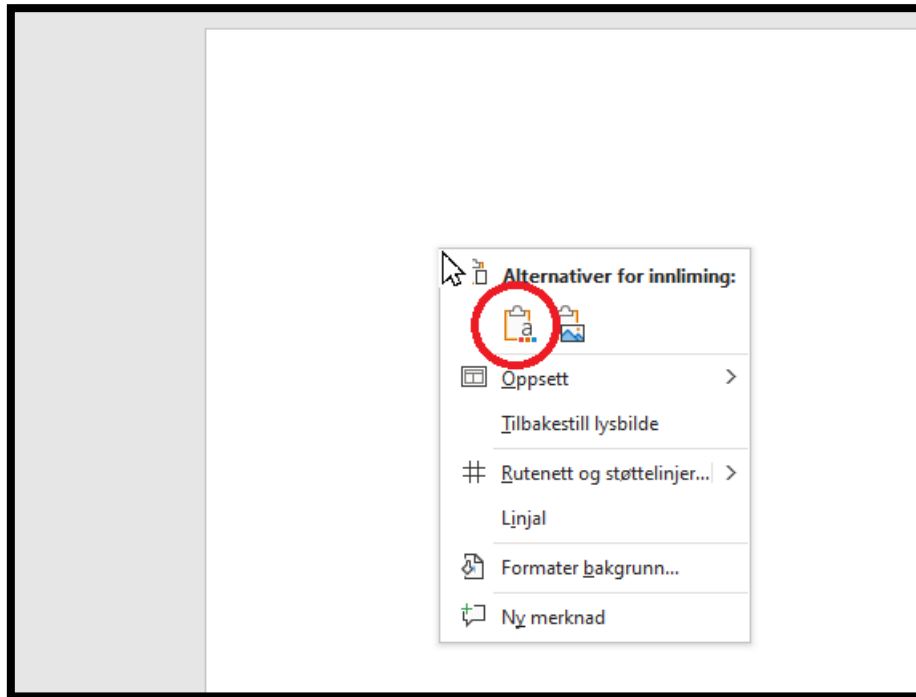 Alternativer for innliming:
a
Oppsett
Tilbakestill lysbilde
Rutenett og støttelinjer...
Linjal
Formater bakgrunn...
Ny merknad